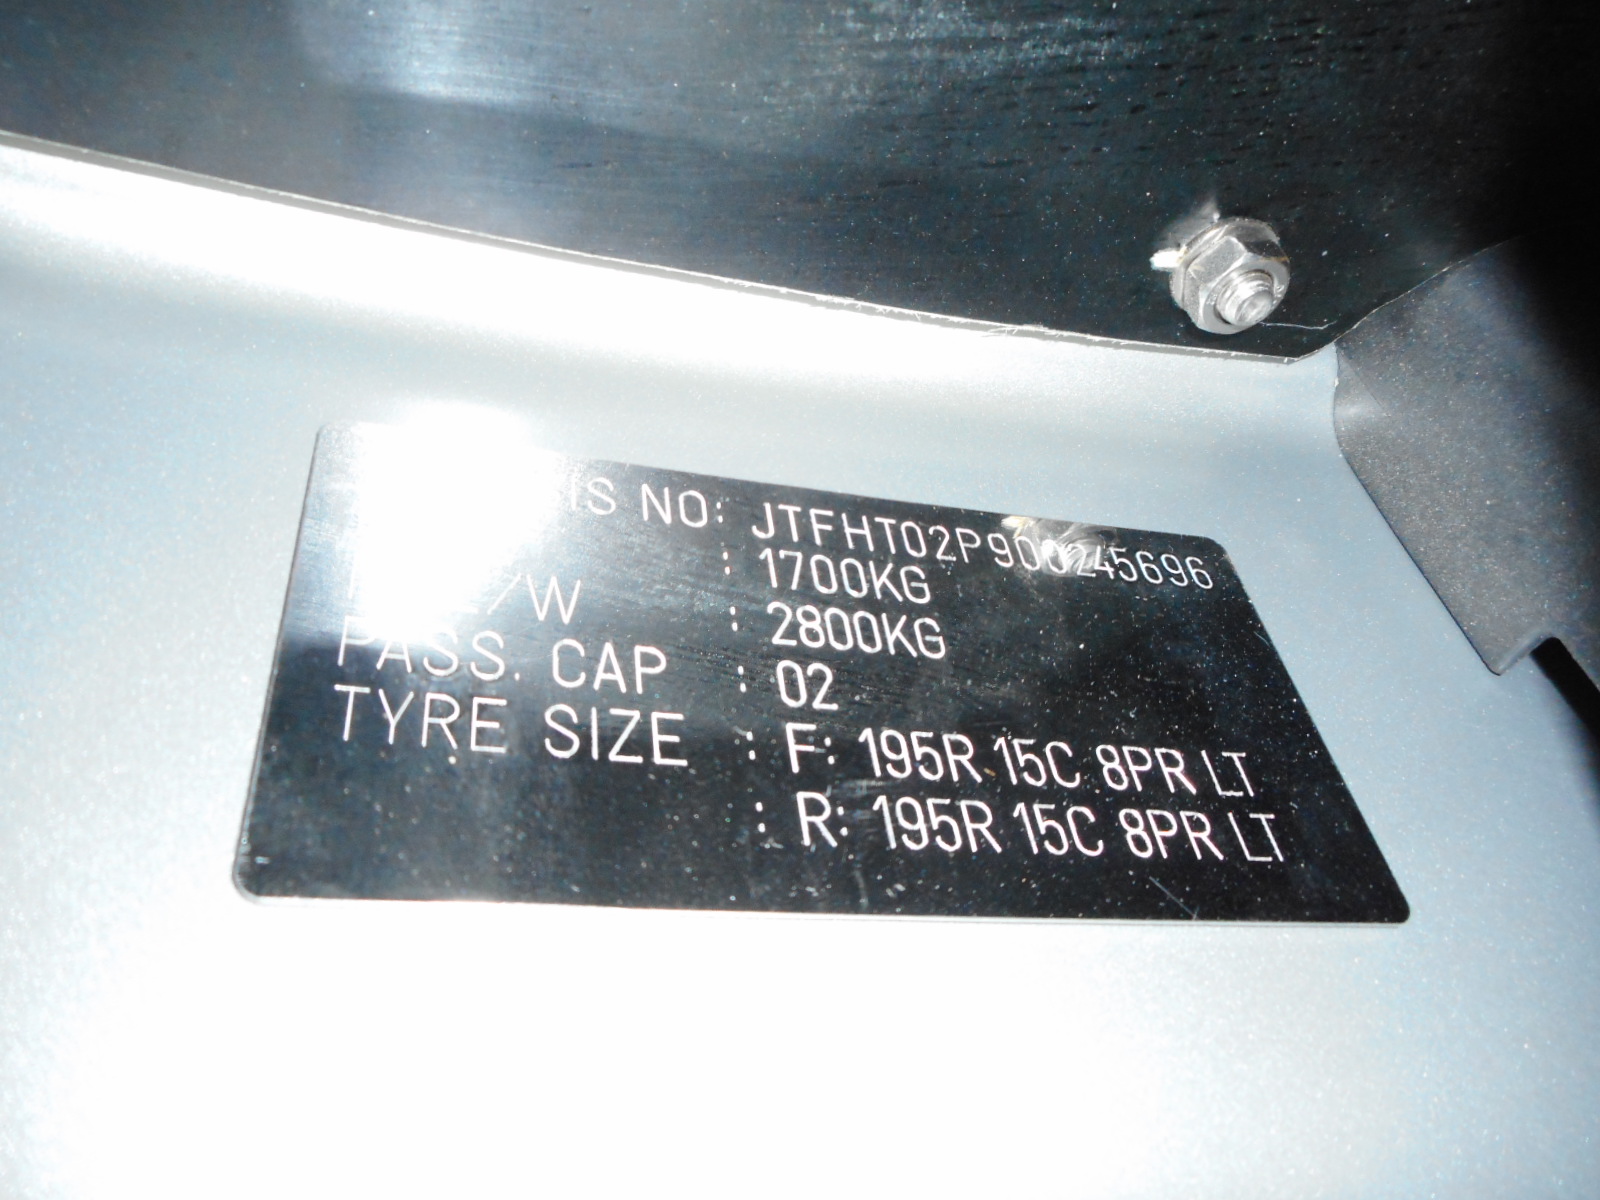 IS NO: JTFHT02P900245696
: 1700KG
/W : 2800KG
PASS. CAP : 02
TYRE SIZE : F: 195R 15C 8PR LT
: R: 195R 15C 8PR LT